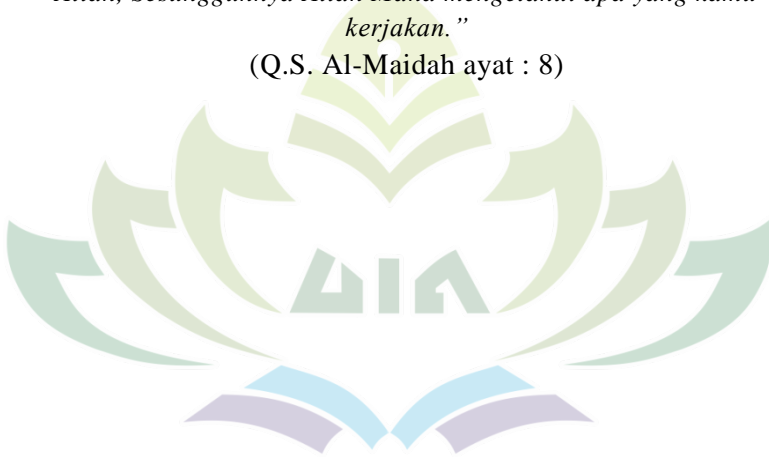 Allah, Sesungguhnya Allah Maha mengetahui apa yang kamu
kerjakan.”
(Q.S. Al-Maidah ayat : 8)